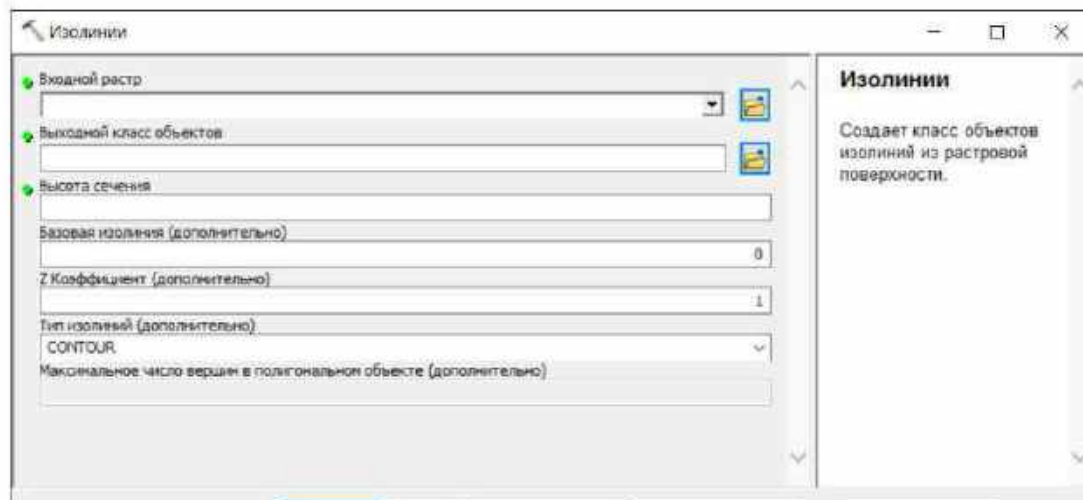 Изолинии
Входной растр
Выходной класс объектов
Высота сечения
Базовая изолиния (дополнительно)
0
Z Коэффициент (дополнительно)
1
Тип изолиний (дополнительно)
CONTOUR
Максимальное число вершин в полигональном объекте (дополнительно)
Изолинии
Создает класс объектов
изолиний из растровой
поверхности.